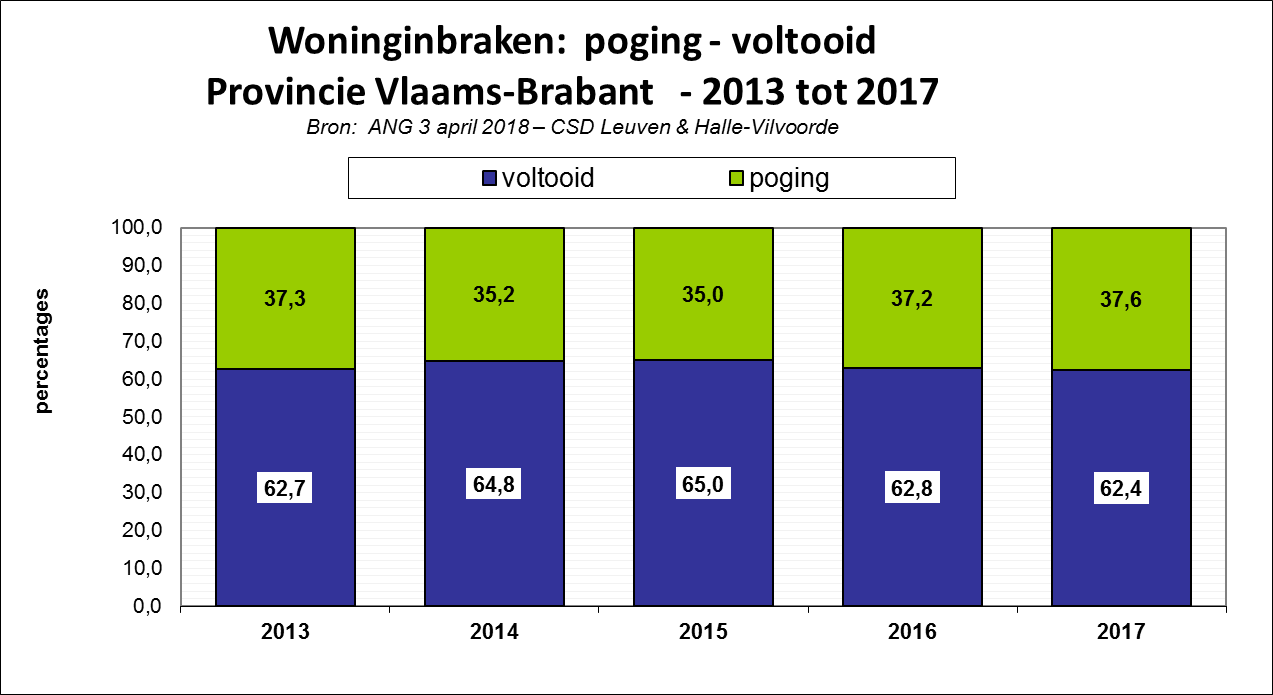 Woninginbraken: poging - voltooid
Provincie Vlaams-Brabant - 2013 tot 2017
Bron: ANG 3 april 2018 – CSD Leuven & Halle-Vilvoorde
voltooid poging
percentages
100,0
90,0
80,0
70,0
60,0
50,0
40,0
30,0
20,0
10,0
0,0
37,3 35,2 35,0 37,2 37,6
62,7 64,8 65,0 62,8 62,4
2013 2014 2015 2016 2017